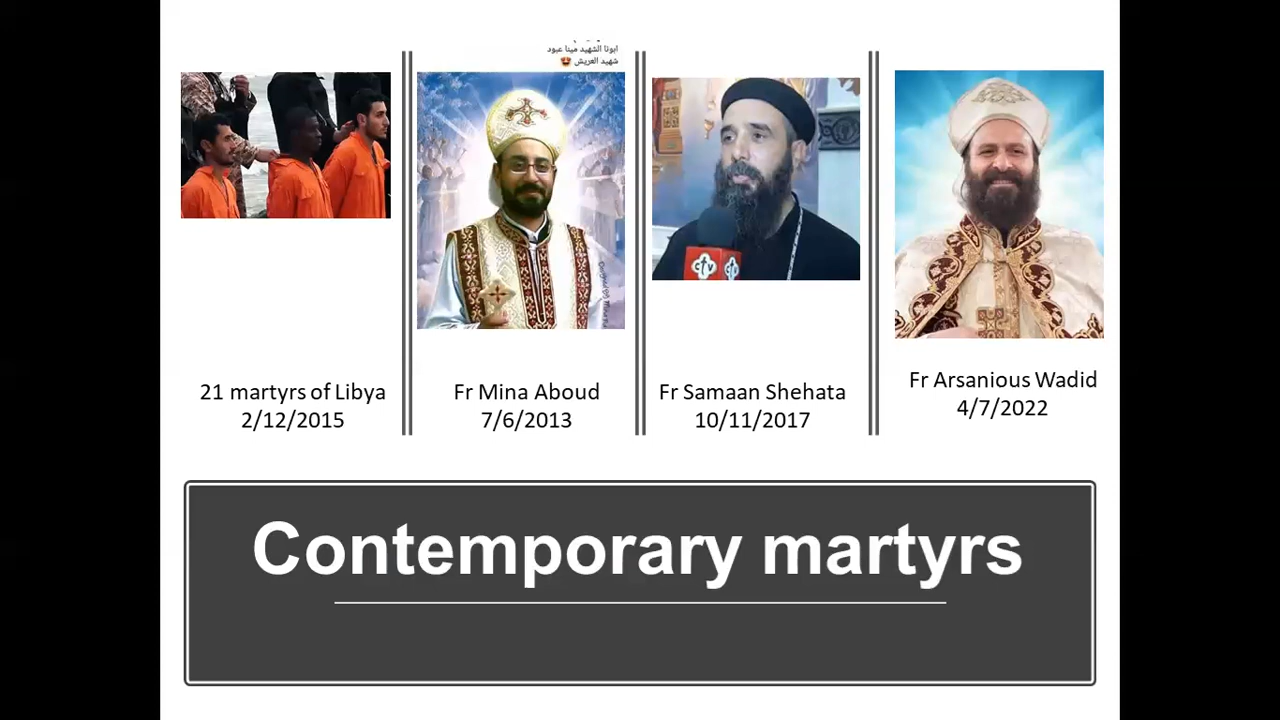 ابونا الشهيد مينا عبود
شهيد العريش 😍
21 martyrs of Libya
2/12/2015
Fr Mina Aboud
7/6/2013
ctv
Fr Samaan Shehata
10/11/2017
Fr Arsanious Wadid
4/7/2022
Contemporary martyrs